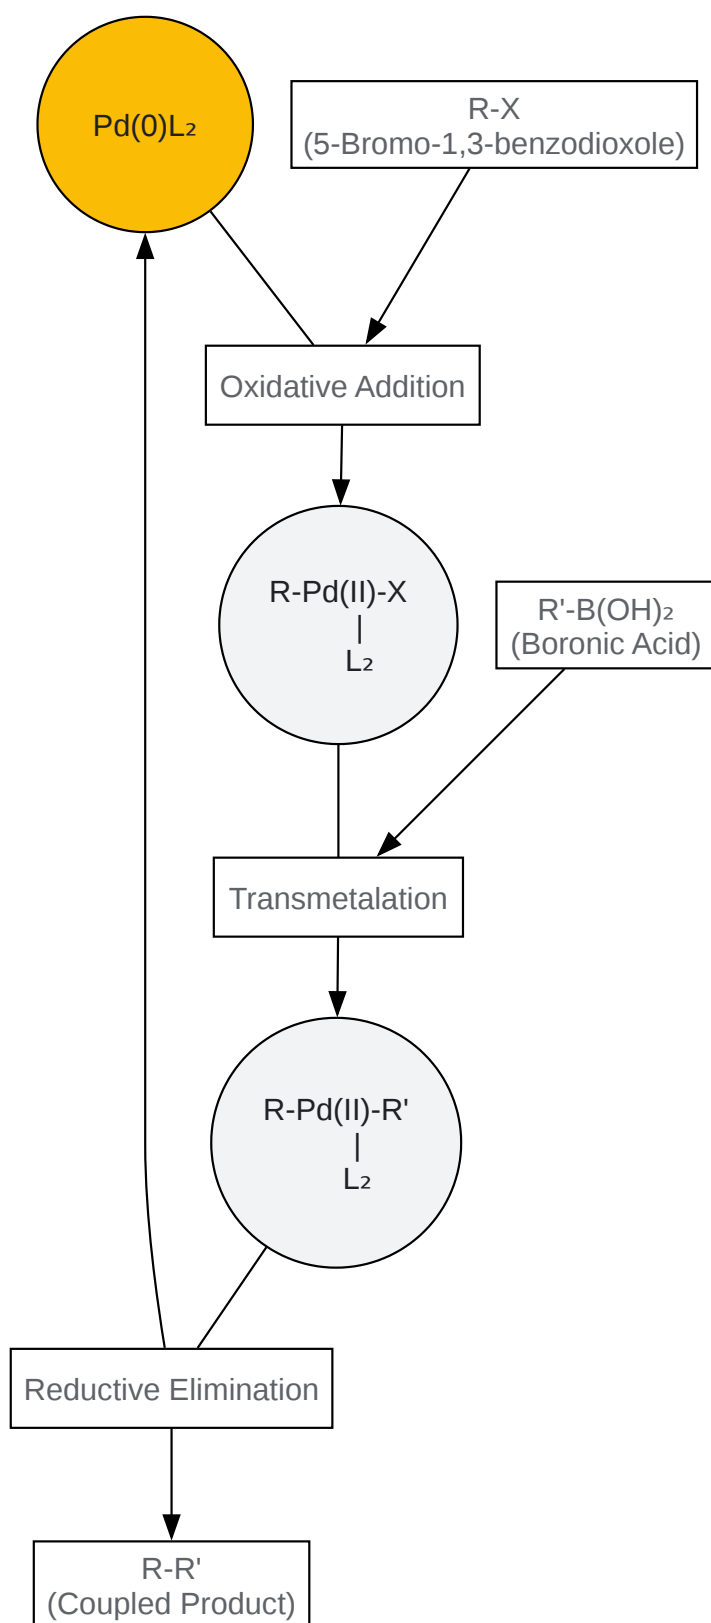 Pd(0)L₂
R-X
(5-Bromo-1,3-benzodioxole)
Oxidative Addition
R-Pd(II)-X
|
L₂
R'-B(OH)₂
(Boronic Acid)
Transmetalation
R-Pd(II)-R'
|
L₂
Reductive Elimination
R-R'
(Coupled Product)